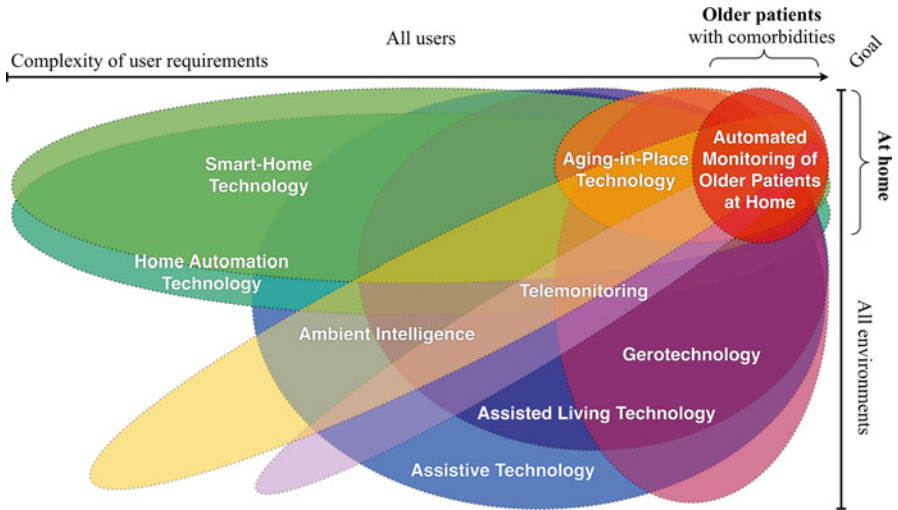 Older patients
All users
with comorbidities
Goal
Complexity of user requirements
At home
Smart-Home
Technology
Aging-in-Place
Technology
Automated
Monitoring of
Older Patients
at Home
Home Automation
Technology
Telemonitoring
Ambient Intelligence
Gerotechnology
All environments
Assisted Living Technology
Assistive Technology